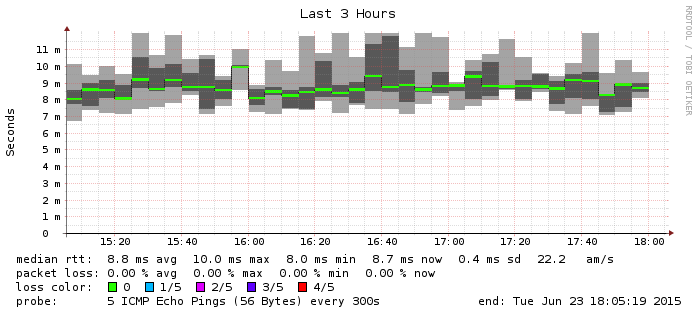 Last 3 Hours
RRDTOOL / TOBI OETIKER
Seconds
11 m
10 m
9 m
8 m
7 m
6 m
5 m
4 m
3 m
2 m
1 m
0
15:20 15:40 16:00 16:20 16:40 17:00 17:20 17:40 18:00
median rtt: 8.8 ms avg 10.0 ms max 8.0 ms min 8.7 ms now 0.4 ms sd 22.2 am/s
packet loss: 0.00 % avg 0.00 % max 0.00 % min 0.00 % now
loss color: 0 1/5 2/5 3/5 4/5
probe: 5 ICMP Echo Pings (56 Bytes) every 300s end: Tue Jun 23 18:05:19 2015